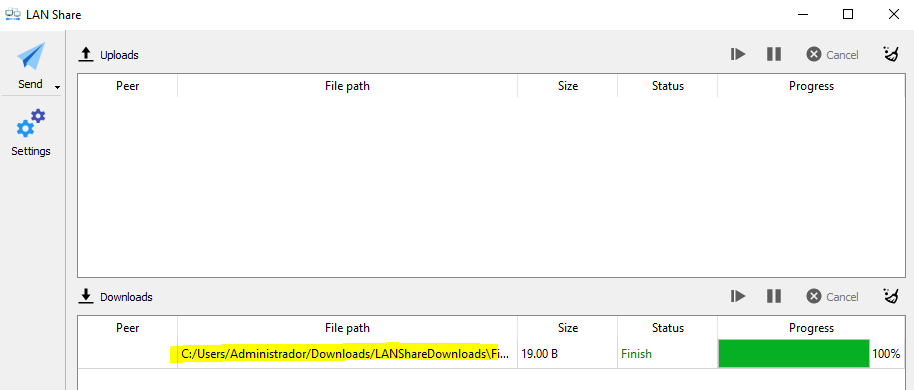 LAN Share
Uploads
Cancel
Send
Peer File path Size Status Progress
Settings
Downloads
Cancel
Peer File path Size Status Progress
C:/Users/Administrador/Downloads/LANShareDownloads\Fi... 19.00 B Finish 100%